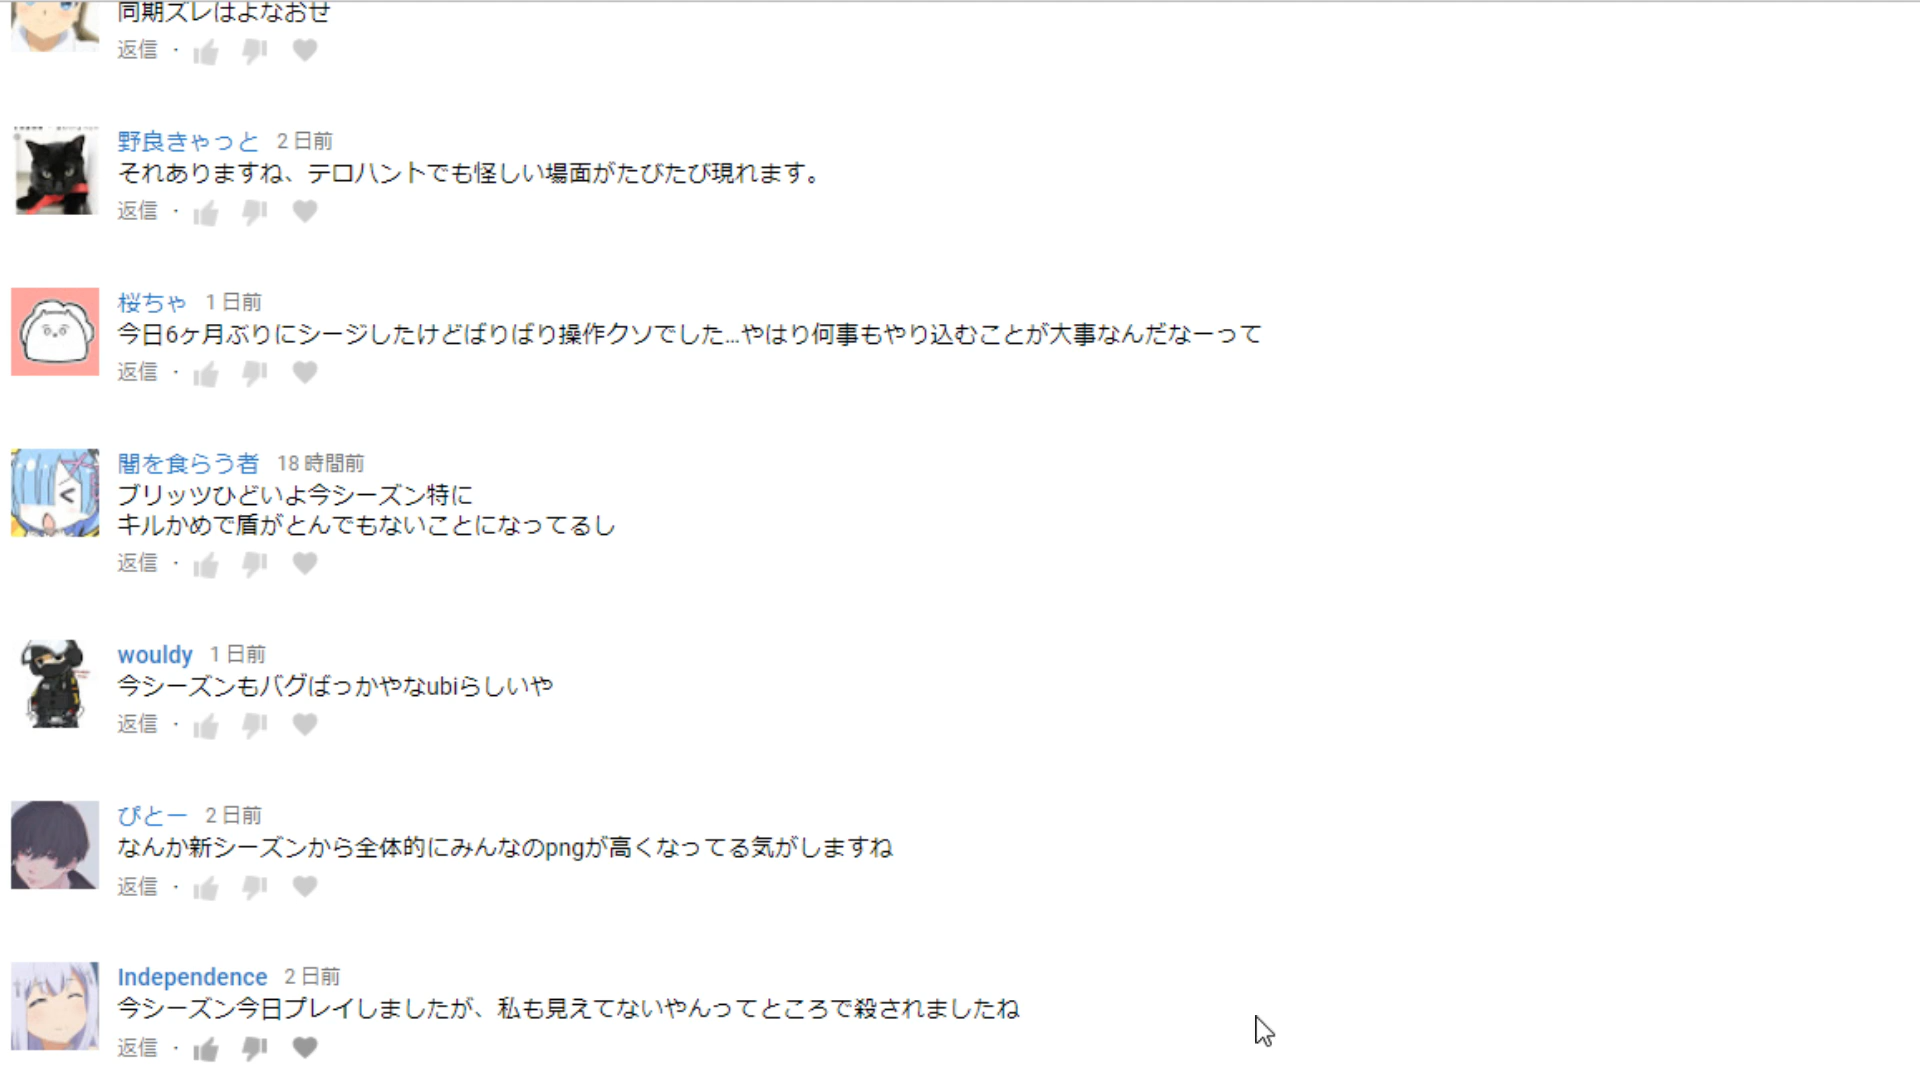 同期ズレはよなおせ
返信 ·
野良きゃっと 2 日前
それありますね、テロハントでも怪しい場面がたびたび現れます。
返信 ·
桜ちゃ 1 日前
今日6ヶ月ぶりにシージしたけどばりばり操作クソでした...やはり何事もやり込むことが大事なんだなーって
返信 ·
闇を食らう者 18 時間前
ブリッツひどいよ今シーズン特に
キルかめで盾がとんでもないことになってるし
返信 ·
wouldy 1 日前
今シーズンもバグばっかやなubiらしいや
返信 ·
ぴとー 2 日前
なんか新シーズンから全体的にみんなのpngが高くなってる気がしますね
返信 ·
Independence 2 日前
今シーズン今日プレイしましたが、私も見えてないやんってところで殺されましたね
返信 ·